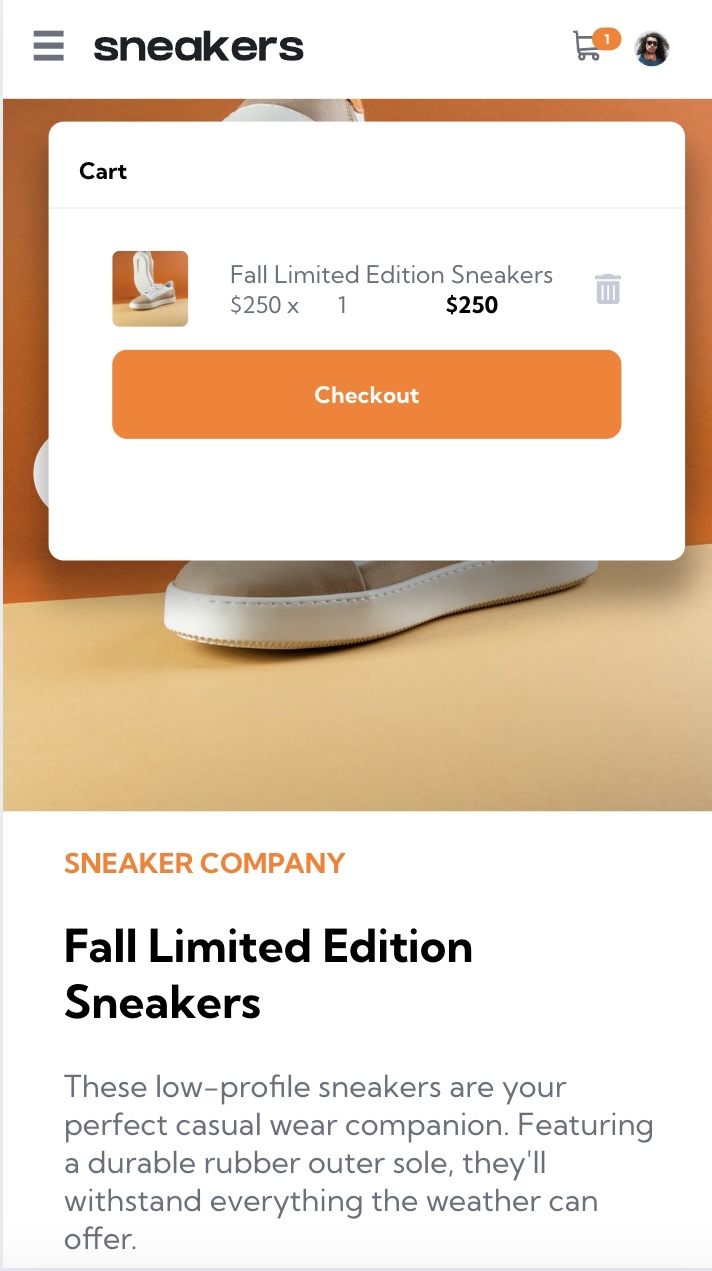 sneakers
1
Cart
Fall Limited Edition Sneakers
$250 x 1 $250
Checkout
SNEAKER COMPANY
Fall Limited Edition
Sneakers
These low-profile sneakers are your
perfect casual wear companion. Featuring
a durable rubber outer sole, they'll
withstand everything the weather can
offer.